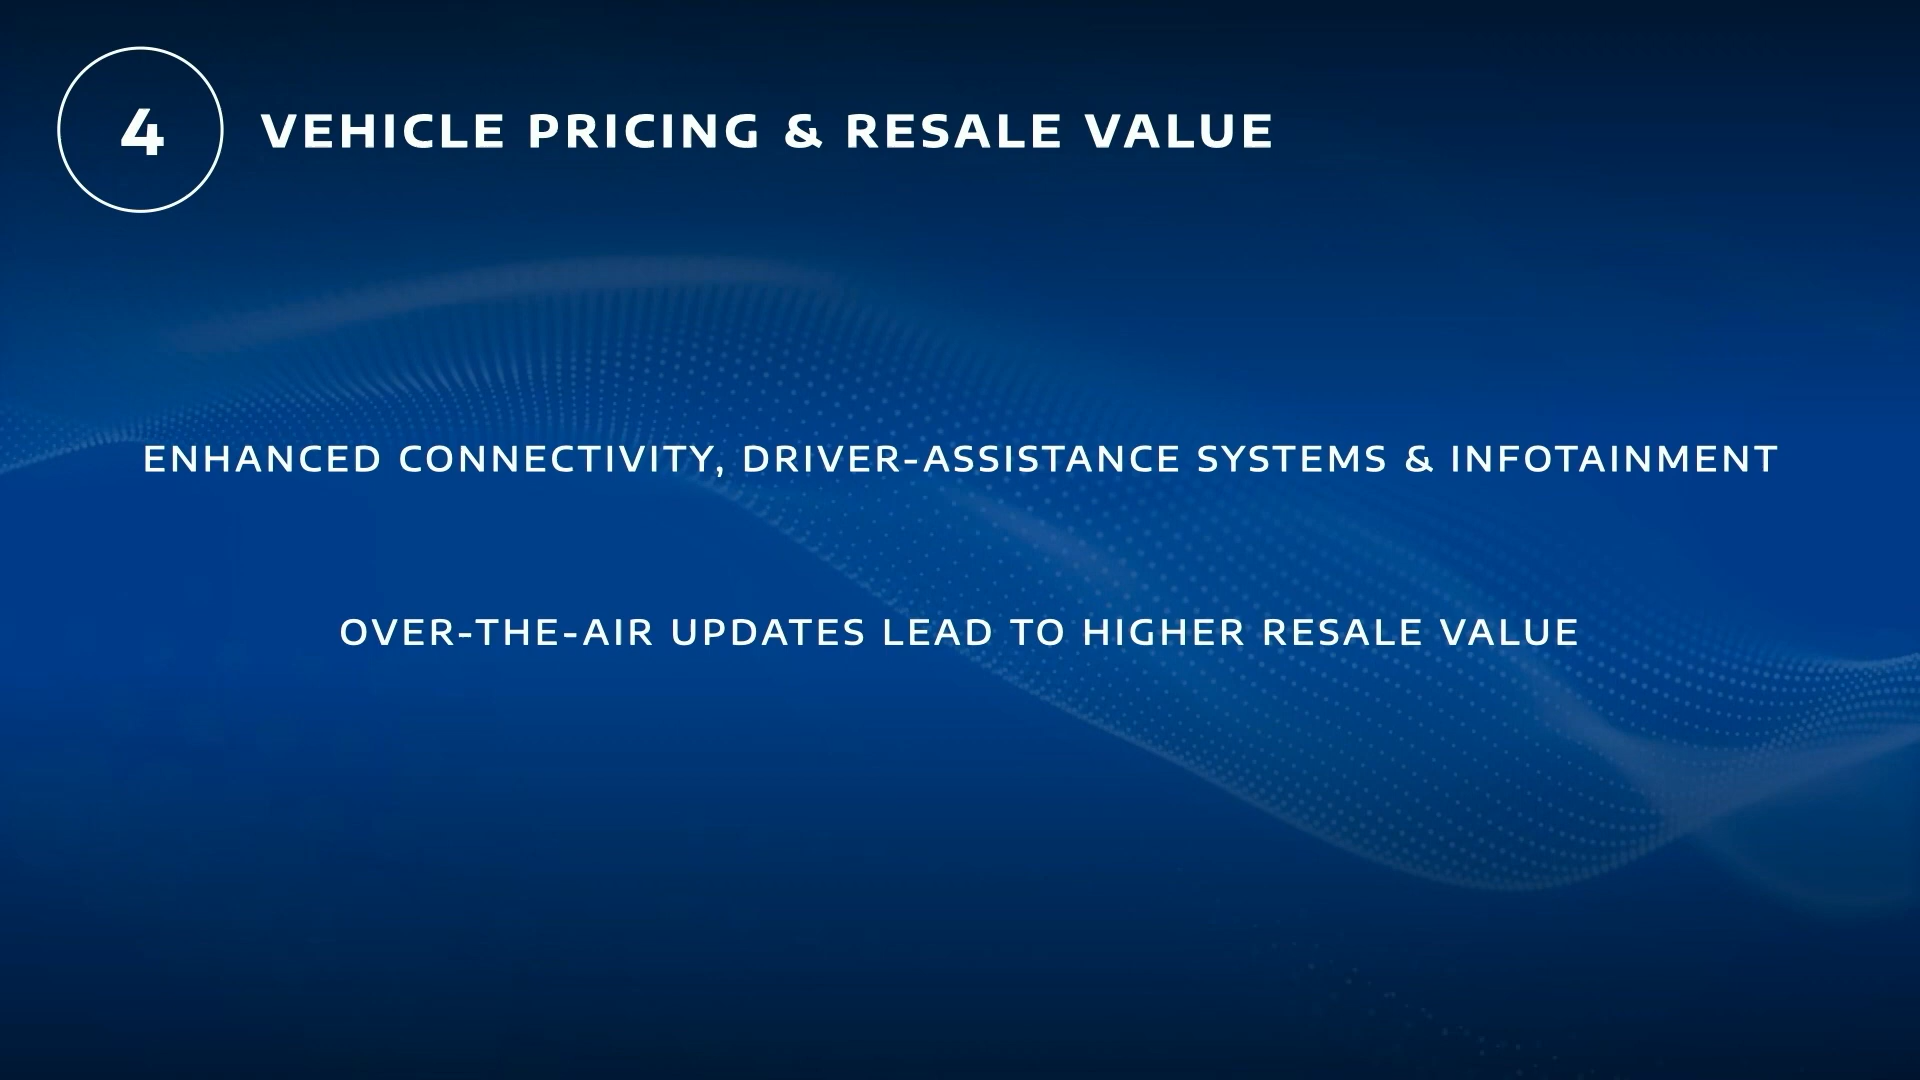 4
VEHICLE PRICING & RESALE VALUE
ENHANCED CONNECTIVITY, DRIVER-ASSISTANCE SYSTEMS & INFOTAINMENT
OVER-THE-AIR UPDATES LEAD TO HIGHER RESALE VALUE